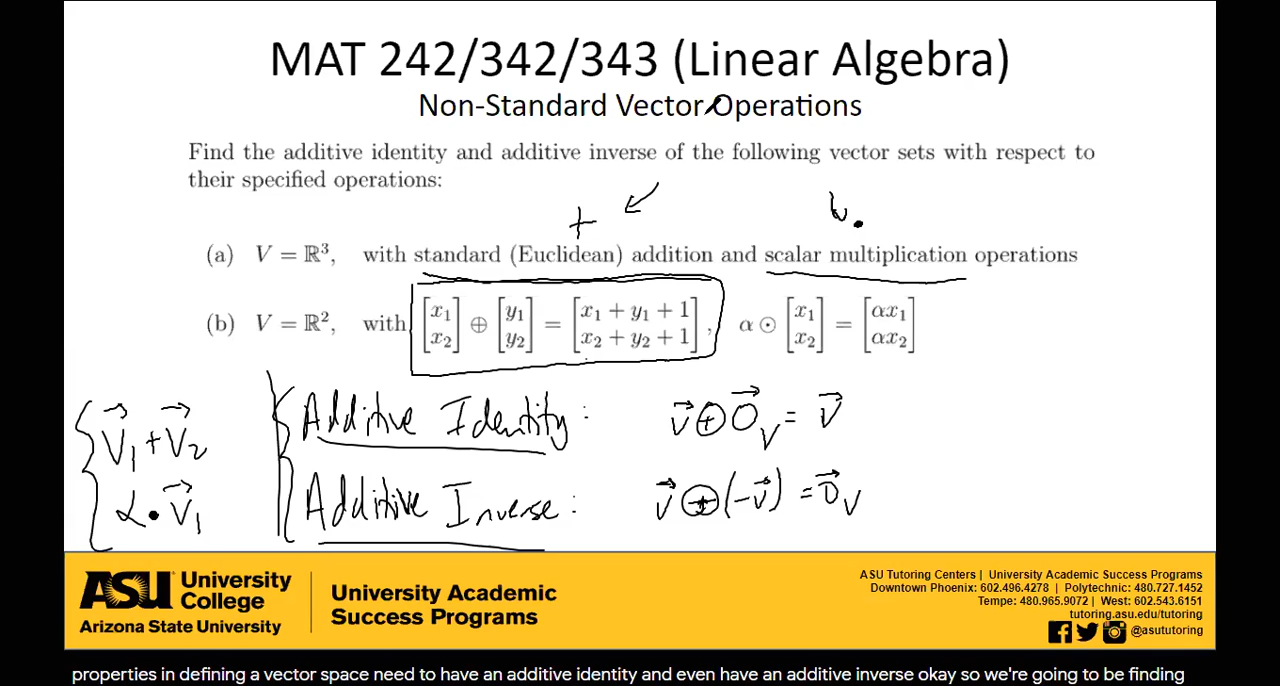 MAT 242/342/343 (Linear Algebra)
Non-Standard Vector Operations
Find the additive identity and additive inverse of the following vector sets with respect to
their specified operations:
+
(a) V = ℝ³, with standard (Euclidean) addition and scalar multiplication operations
(b) V = ℝ², with [x₁ x₂] ⊕ [y₁ y₂] = [x₁ + y₁ + 1 x₂ + y₂ + 1], α ⊙ [x₁ x₂] = [αx₁ αx₂]
V⃗₁ + V⃗₂
α • V⃗₁
Additive Identity: v⃗ ⊕ 0⃗ᵥ = v⃗
Additive Inverse: v⃗ ⊕ (-v⃗) = 0⃗ᵥ
ASU University College
Arizona State University
University Academic
Success Programs
ASU Tutoring Centers | University Academic Success Programs
Downtown Phoenix: 602.496.4278 | Polytechnic: 480.727.1452
Tempe: 480.965.9072 | West: 602.543.6151
tutoring.asu.edu/tutoring
@asututoring
properties in defining a vector space need to have an additive identity and even have an additive inverse okay so we're going to be finding